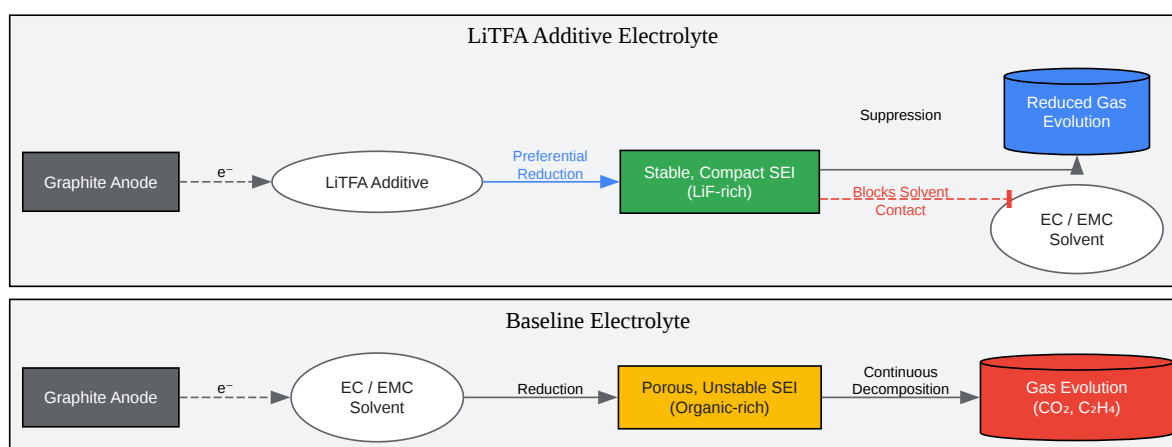 LiTFA Additive Electrolyte
Graphite Anode
e⁻
LiTFA Additive
Preferential
Reduction
Stable, Compact SEI
(LiF-rich)
Suppression
Reduced Gas
Evolution
Blocks Solvent
Contact
EC / EMC
Solvent
Baseline Electrolyte
Graphite Anode
e⁻
EC / EMC
Solvent
Reduction
Porous, Unstable SEI
(Organic-rich)
Continuous
Decomposition
Gas Evolution
(CO₂, C₂H₄)